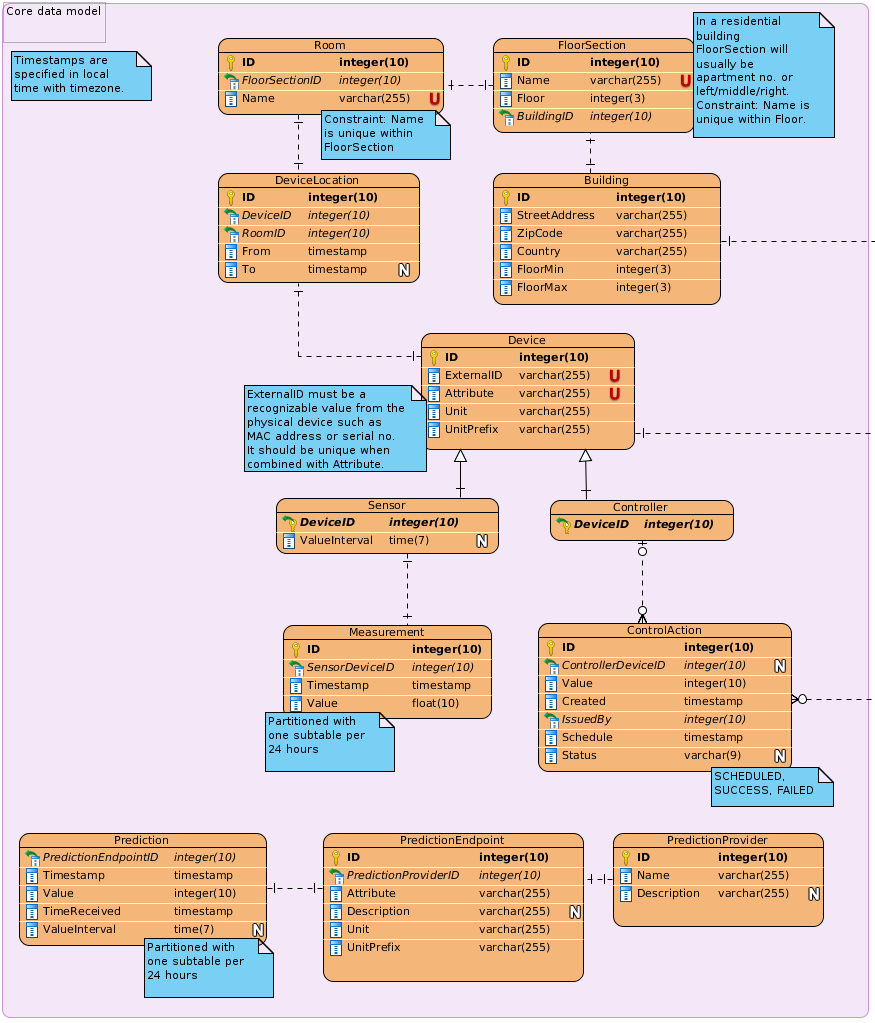 Core data model
Timestamps are
specified in local
time with timezone.
Room
ID integer(10)
FloorSectionID integer(10)
Name varchar(255) U
Constraint: Name
is unique within
FloorSection
FloorSection
ID integer(10)
Name varchar(255) U
Floor integer(3)
BuildingID integer(10)
In a residential
building
FloorSection will
usually be
apartment no. or
left/middle/right.
Constraint: Name is
unique within Floor.
DeviceLocation
ID integer(10)
DeviceID integer(10)
RoomID integer(10)
From timestamp
To timestamp N
Building
ID integer(10)
StreetAddress varchar(255)
ZipCode varchar(255)
Country varchar(255)
FloorMin integer(3)
FloorMax integer(3)
Device
ID integer(10)
ExternalID varchar(255) U
Attribute varchar(255) U
Unit varchar(255)
UnitPrefix varchar(255)
ExternalID must be a
recognizable value from the
physical device such as
MAC address or serial no.
It should be unique when
combined with Attribute.
Sensor
DeviceID integer(10)
ValueInterval time(7) N
Controller
DeviceID integer(10)
Measurement
ID integer(10)
SensorDeviceID integer(10)
Timestamp timestamp
Value float(10)
Partitioned with
one subtable per
24 hours
ControlAction
ID integer(10)
ControllerDeviceID integer(10) N
Value integer(10)
Created timestamp
IssuedBy integer(10)
Schedule timestamp
Status varchar(9) N
SCHEDULED,
SUCCESS, FAILED
Prediction
PredictionEndpointID integer(10)
Timestamp timestamp
Value integer(10)
TimeReceived timestamp
ValueInterval time(7) N
Partitioned with
one subtable per
24 hours
PredictionEndpoint
ID integer(10)
PredictionProviderID integer(10)
Attribute varchar(255)
Description varchar(255) N
Unit varchar(255)
UnitPrefix varchar(255)
PredictionProvider
ID integer(10)
Name varchar(255)
Description varchar(255) N